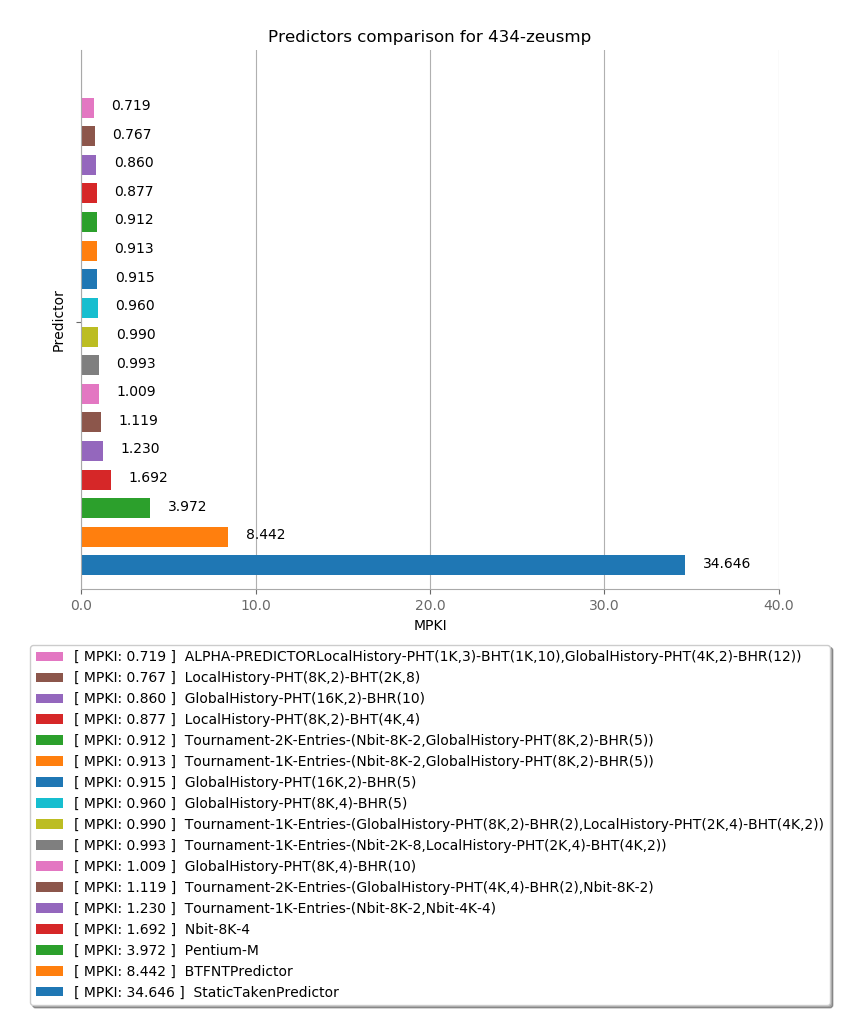 Predictors comparison for 434-zeusmp
0.719
0.767
0.860
0.877
0.912
0.913
0.915
0.960
0.990
0.993
1.009
1.119
1.230
1.692
3.972
8.442
34.646
Predictor
0.0 10.0 20.0 30.0 40.0
MPKI
[ MPKI: 0.719 ] ALPHA-PREDICTORLocalHistory-PHT(1K,3)-BHT(1K,10),GlobalHistory-PHT(4K,2)-BHR(12))
[ MPKI: 0.767 ] LocalHistory-PHT(8K,2)-BHT(2K,8)
[ MPKI: 0.860 ] GlobalHistory-PHT(16K,2)-BHR(10)
[ MPKI: 0.877 ] LocalHistory-PHT(8K,2)-BHT(4K,4)
[ MPKI: 0.912 ] Tournament-2K-Entries-(Nbit-8K-2,GlobalHistory-PHT(8K,2)-BHR(5))
[ MPKI: 0.913 ] Tournament-1K-Entries-(Nbit-8K-2,GlobalHistory-PHT(8K,2)-BHR(5))
[ MPKI: 0.915 ] GlobalHistory-PHT(16K,2)-BHR(5)
[ MPKI: 0.960 ] GlobalHistory-PHT(8K,4)-BHR(5)
[ MPKI: 0.990 ] Tournament-1K-Entries-(GlobalHistory-PHT(8K,2)-BHR(2),LocalHistory-PHT(2K,4)-BHT(4K,2))
[ MPKI: 0.993 ] Tournament-1K-Entries-(Nbit-2K-8,LocalHistory-PHT(2K,4)-BHT(4K,2))
[ MPKI: 1.009 ] GlobalHistory-PHT(8K,4)-BHR(10)
[ MPKI: 1.119 ] Tournament-2K-Entries-(GlobalHistory-PHT(4K,4)-BHR(2),Nbit-8K-2)
[ MPKI: 1.230 ] Tournament-1K-Entries-(Nbit-8K-2,Nbit-4K-4)
[ MPKI: 1.692 ] Nbit-8K-4
[ MPKI: 3.972 ] Pentium-M
[ MPKI: 8.442 ] BTFNTPredictor
[ MPKI: 34.646 ] StaticTakenPredictor